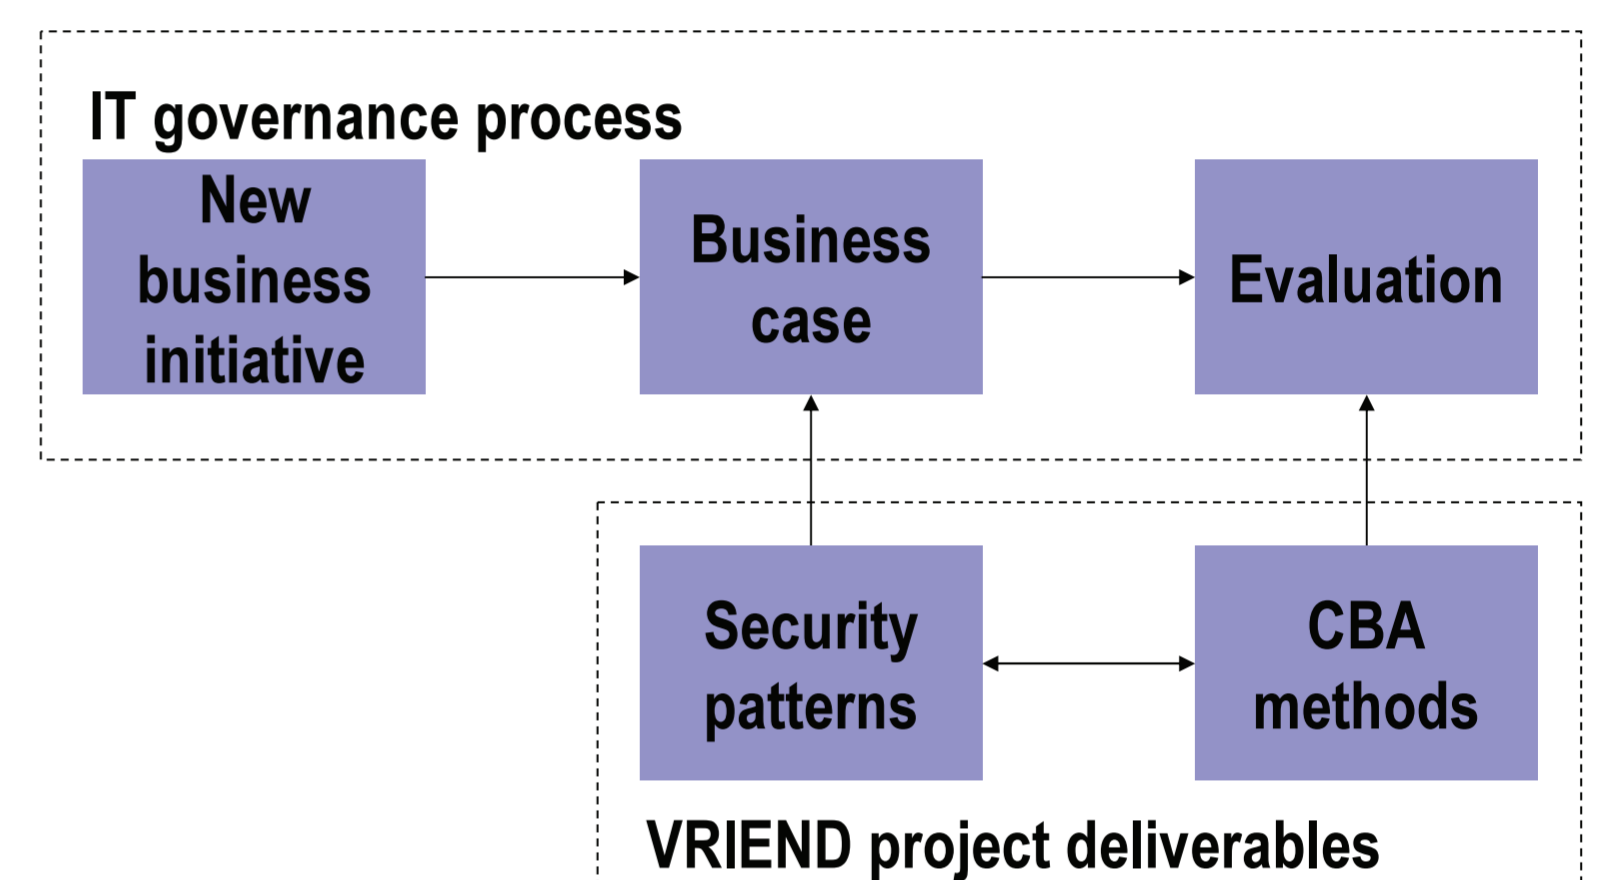 IT governance process
New
business
initiative
Business
case
Evaluation
Security
patterns
CBA
methods
VRIEND project deliverables